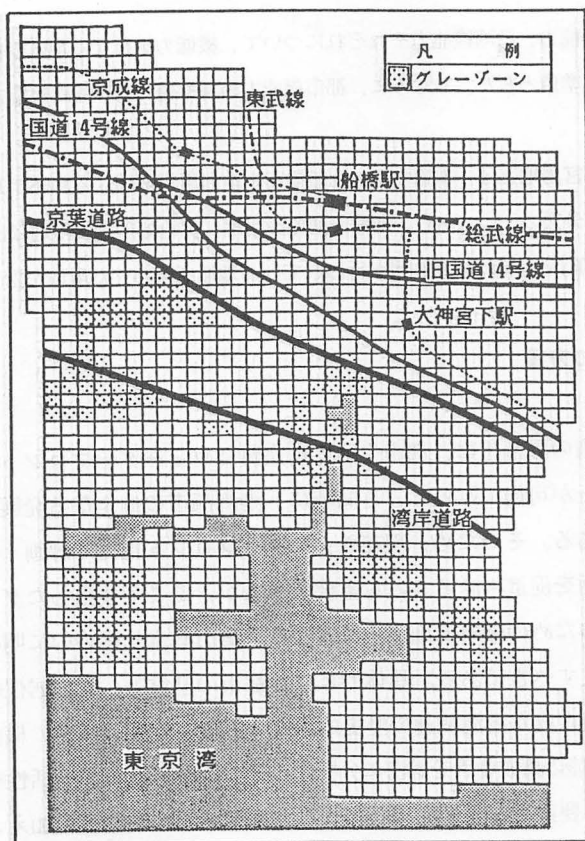 凡　例
グレーゾーン
京成線
東武線
国道14号線
船橋駅
京葉道路
総武線
旧国道14号線
大神宮下駅
湾岸道路
東京湾